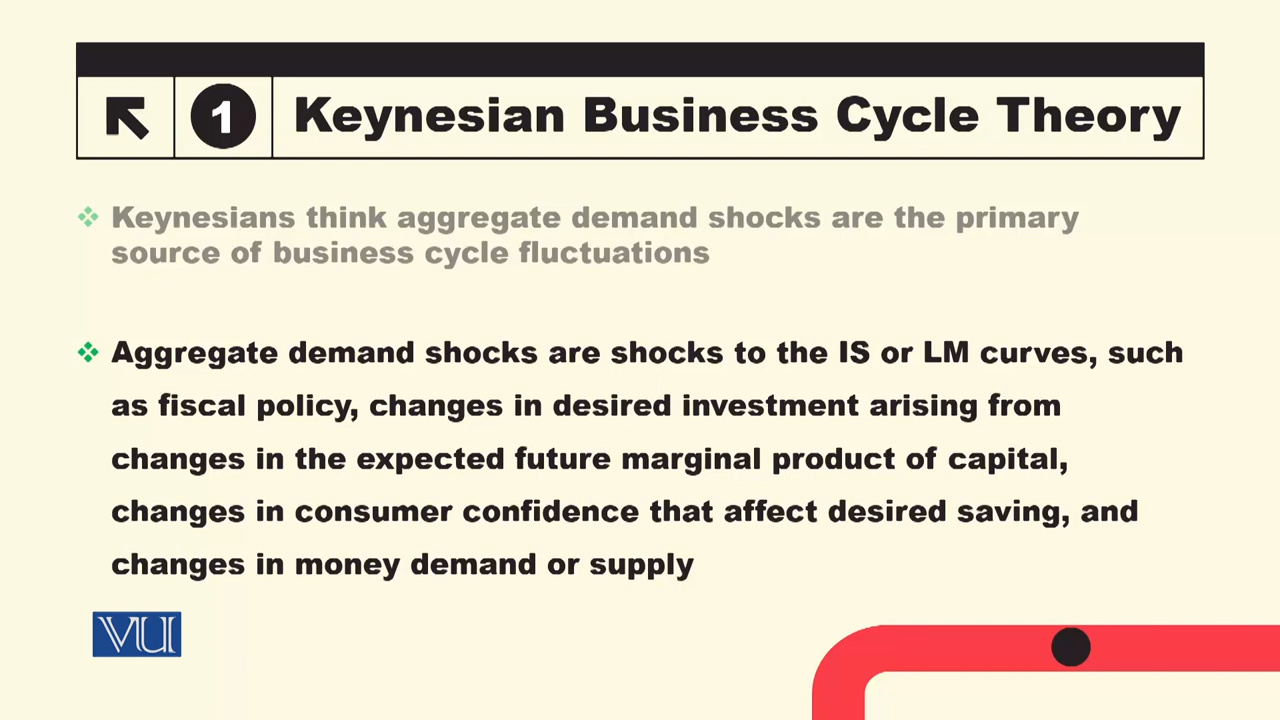 1 Keynesian Business Cycle Theory
Keynesians think aggregate demand shocks are the primary
source of business cycle fluctuations
Aggregate demand shocks are shocks to the IS or LM curves, such
as fiscal policy, changes in desired investment arising from
changes in the expected future marginal product of capital,
changes in consumer confidence that affect desired saving, and
changes in money demand or supply
VU